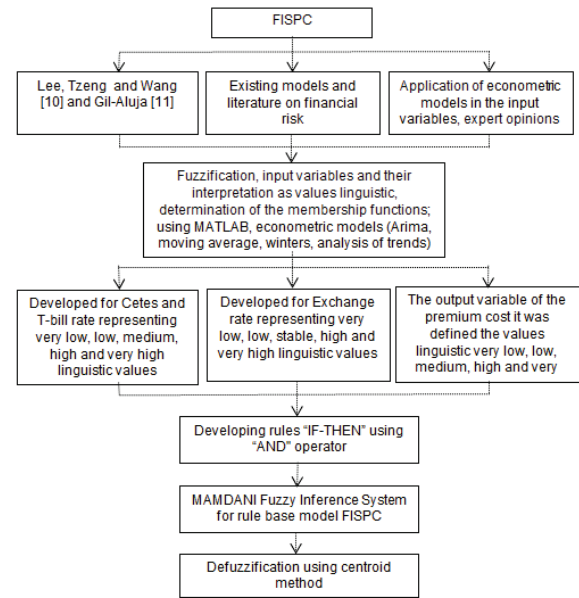 FISPC
Lee, Tzeng and Wang
[10] and Gil-Aluja [11]
Existing models and
literature on financial
risk
Application of econometric
models in the input
variables, expert opinions
Fuzzification, input variables and their
interpretation as values linguistic,
determination of the membership functions;
using MATLAB, econometric models (Arima,
moving average, winters, analysis of trends)
Developed for Cetes and
T-bill rate representing
very low, low, medium,
high and very high
linguistic values
Developed for Exchange
rate representing very
low, low, stable, high and
very high linguistic values
The output variable of the
premium cost it was
defined the values
linguistic very low, low,
medium, high and very
Developing rules “IF-THEN” using
“AND” operator
MAMDANI Fuzzy Inference System
for rule base model FISPC
Defuzzification using centroid
method